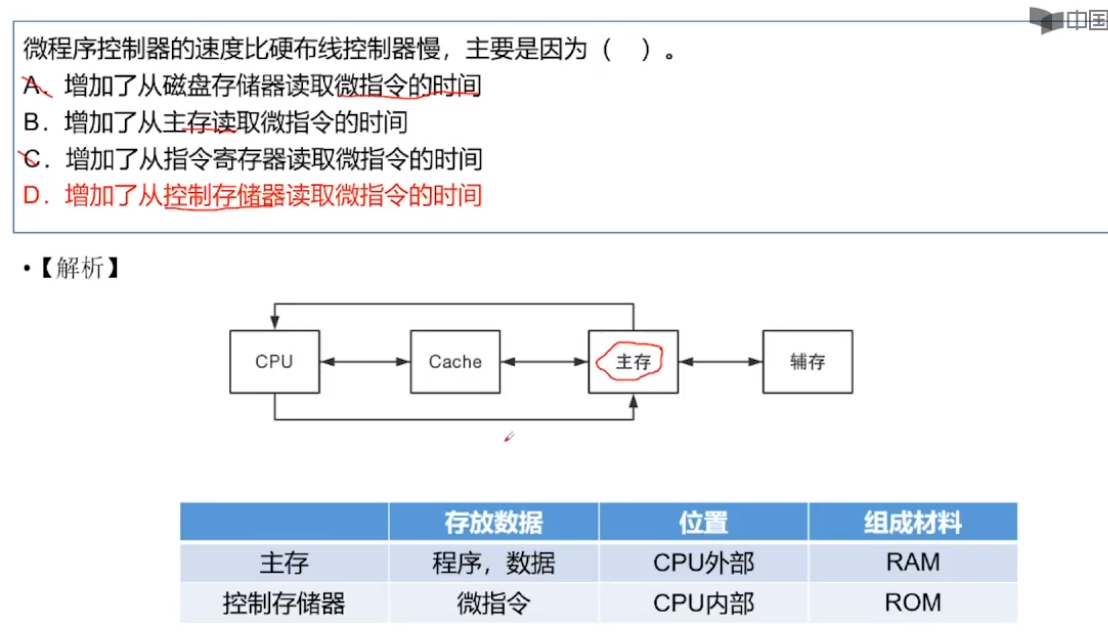 中国
微程序控制器的速度比硬布线控制器慢，主要是因为（　）。
A．增加了从磁盘存储器读取微指令的时间
B．增加了从主存读取微指令的时间
C．增加了从指令寄存器读取微指令的时间
D．增加了从控制存储器读取微指令的时间
•【解析】
CPU Cache 主存 辅存
存放数据 位置 组成材料
主存 程序，数据 CPU外部 RAM
控制存储器 微指令 CPU内部 ROM